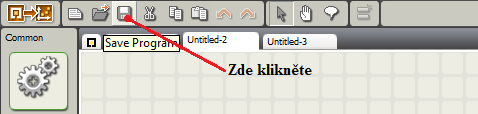 Common
Save Program
Untitled-2
Untitled-3
Zde klikněte